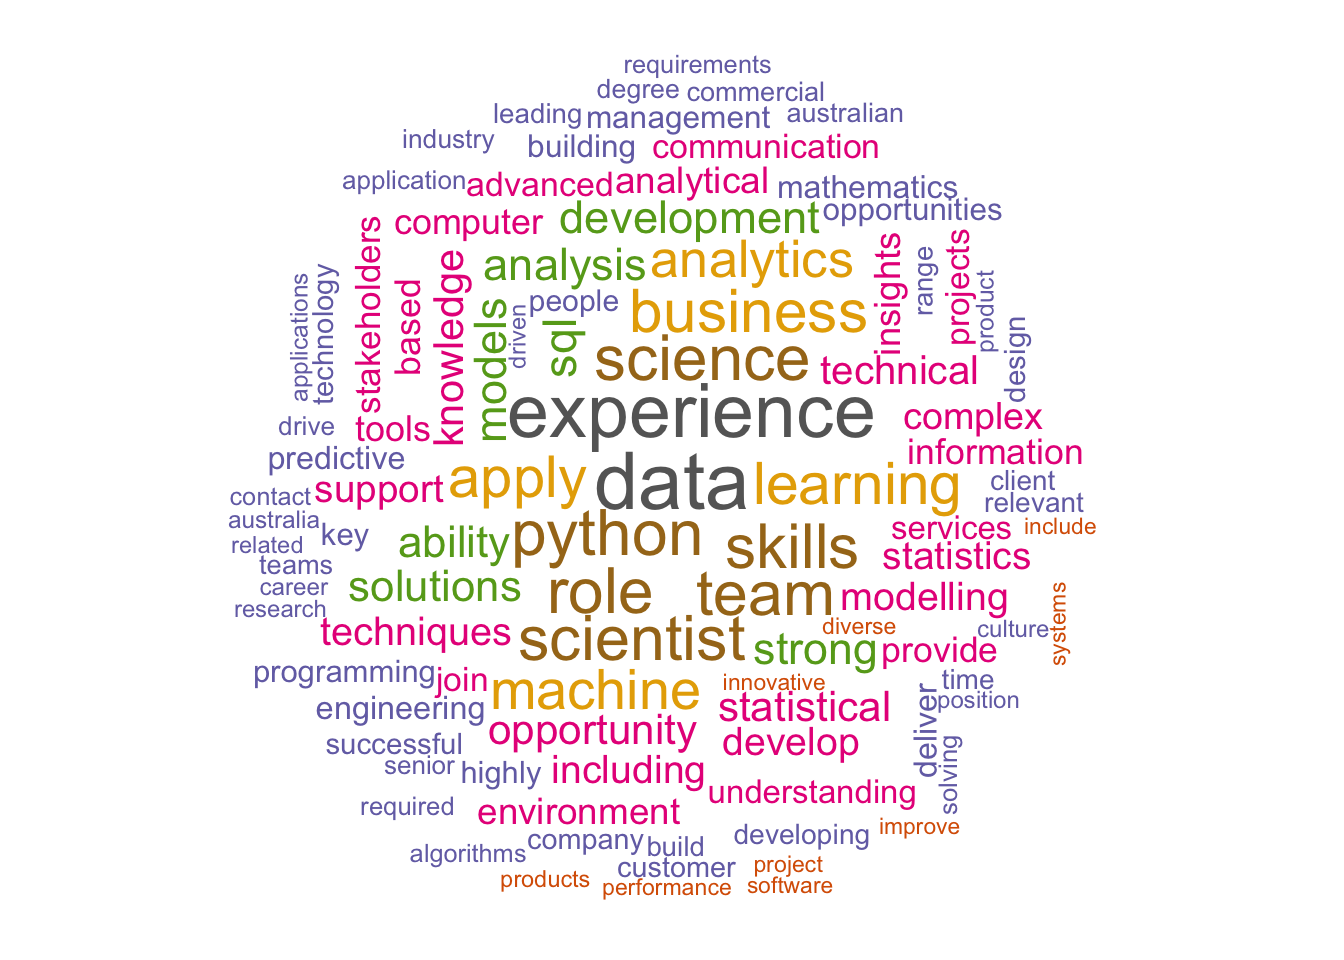 requirements
degree commercial
leading management australian
industry building communication
application advanced analytical mathematics
computer development opportunities
stakeholders based knowledge analysis analytics insights range projects product
applications technology models driven people sql business design
science technical
experience complex
drive tools information
predictive
contact support apply data learning client
relevant
australia key ability python skills services include
related statistics
teams
career solutions role team modelling
research
techniques scientist diverse culture systems
strong provide
programming join machine innovative time
engineering statistical position
opportunity develop deliver
successful
senior highly including solving
required environment understanding
company build developing improve
algorithms customer project
products performance software